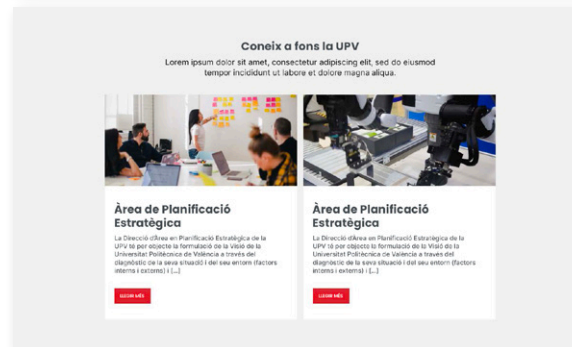 Coneix a fons la UPV
Lorem ipsum dolor sit amet, consectetur adipiscing elit, sed do eiusmod
tempor incididunt ut labore et dolore magna aliqua.
Àrea de Planificació
Estratègica
La Direcció d'Àrea en Planificació Estratègica de la
UPV té per objecte la formulació de la Visió de la
Universitat Politècnica de València a través del
diagnòstic de la seva situació i del seu entorn (factors
interns i externs) i [...]
LLEGIR MÉS
Àrea de Planificació
Estratègica
La Direcció d'Àrea en Planificació Estratègica de la
UPV té per objecte la formulació de la Visió de la
Universitat Politècnica de València a través del
diagnòstic de la seva situació i del seu entorn (factors
interns i externs) i [...]
LLEGIR MÉS